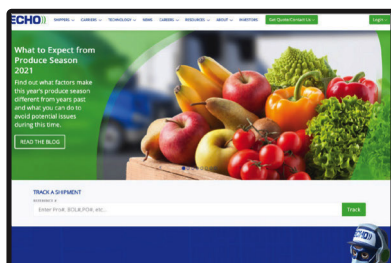 ECHO
SHIPPERS CARRIERS TECHNOLOGY NEWS CAREERS RESOURCES ABOUT INVESTORS Get Quote/Contact Us Login
What to Expect from
Produce Season
2021
Find out what factors make
this year's produce season
different from years past
and what you can do to
avoid potential issues
during this time.
READ THE BLOG
TRACK A SHIPMENT
REFERENCE #
Enter Pro#, BOL#, PO#, etc...
Track
ECHO